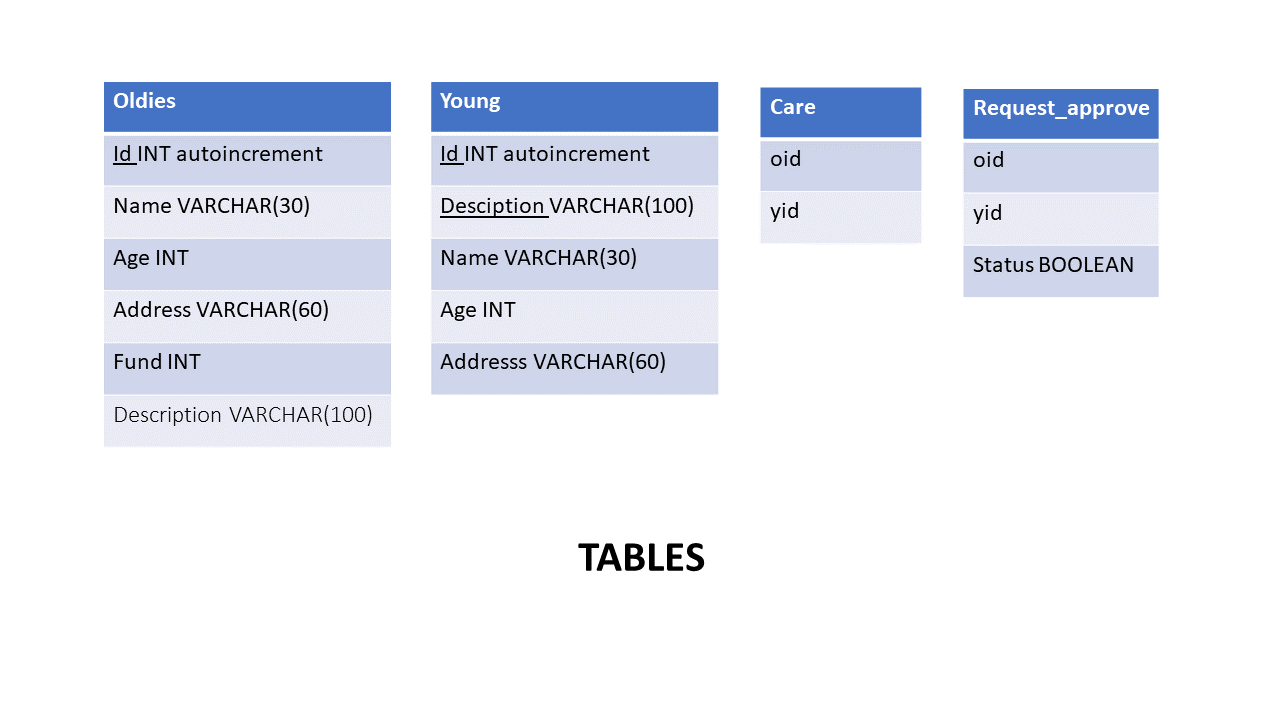 Oldies
Id INT autoincrement
Name VARCHAR(30)
Age INT
Address VARCHAR(60)
Fund INT
Description VARCHAR(100)
Young
Id INT autoincrement
Desciption VARCHAR(100)
Name VARCHAR(30)
Age INT
Addresss VARCHAR(60)
Care
oid
yid
Request_approve
oid
yid
Status BOOLEAN
TABLES